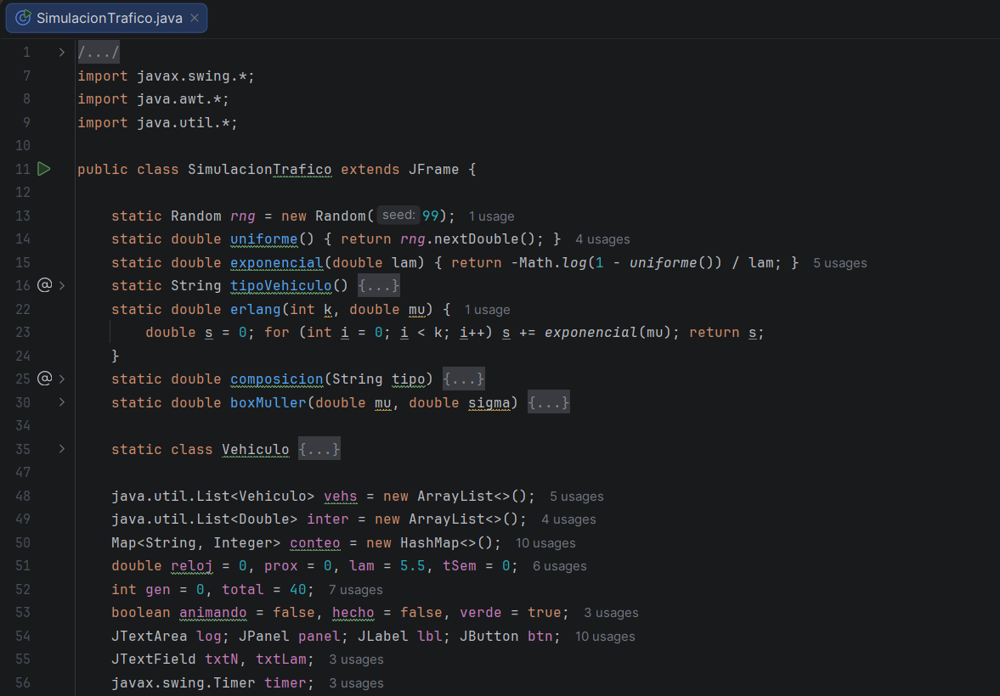 SimulacionTrafico.java
1 /.../
7 import javax.swing.*;
8 import java.awt.*;
9 import java.util.*;
10
11 public class SimulacionTrafico extends JFrame {
12
13 static Random rng = new Random( seed: 99); 1 usage
14 static double uniforme() { return rng.nextDouble(); } 4 usages
15 static double exponencial(double lam) { return -Math.log(1 - uniforme()) / lam; } 5 usages
16 @ static String tipoVehiculo() {...}
22 static double erlang(int k, double mu) { 1 usage
23 double s = 0; for (int i = 0; i < k; i++) s += exponencial(mu); return s;
24 }
25 @ static double composicion(String tipo) {...}
30 static double boxMuller(double mu, double sigma) {...}
34
35 static class Vehiculo {...}
47
48 java.util.List<Vehiculo> vehs = new ArrayList<>(); 5 usages
49 java.util.List<Double> inter = new ArrayList<>(); 4 usages
50 Map<String, Integer> conteo = new HashMap<>(); 10 usages
51 double reloj = 0, prox = 0, lam = 5.5, tSem = 0; 6 usages
52 int gen = 0, total = 40; 7 usages
53 boolean animando = false, hecho = false, verde = true; 3 usages
54 JTextArea log; JPanel panel; JLabel lbl; JButton btn; 10 usages
55 JTextField txtN, txtLam; 3 usages
56 javax.swing.Timer timer; 3 usages